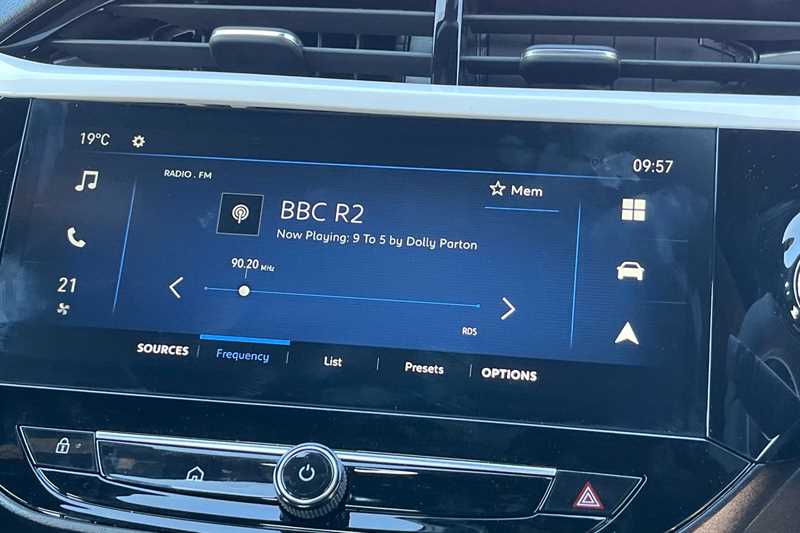 19°C
09:57
RADIO . FM
Mem
BBC R2
Now Playing: 9 To 5 by Dolly Parton
90.20 MHz
21
RDS
SOURCES
Frequency
List
Presets
OPTIONS